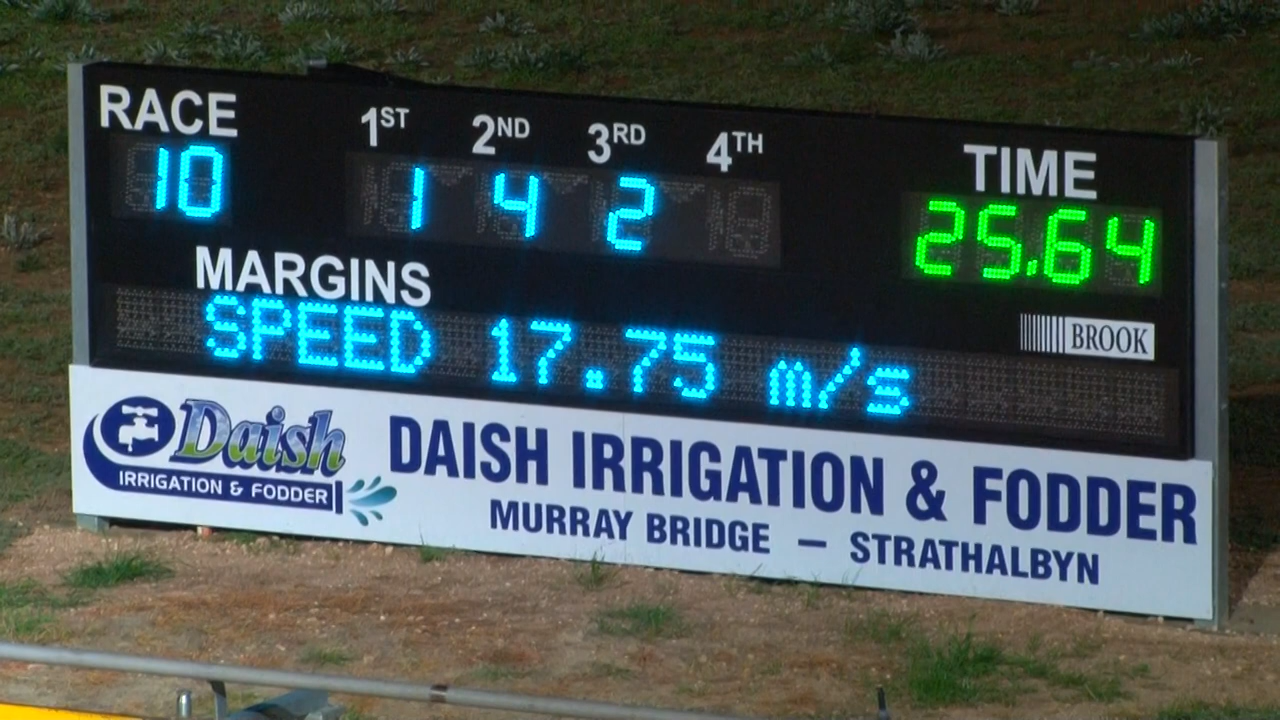 RACE 1ST 2ND 3RD 4TH TIME
10 1 4 2 25.64
MARGINS
SPEED 17.75 m/s
BROOK
Daish
IRRIGATION & FODDER
DAISH IRRIGATION & FODDER
MURRAY BRIDGE – STRATHALBYN